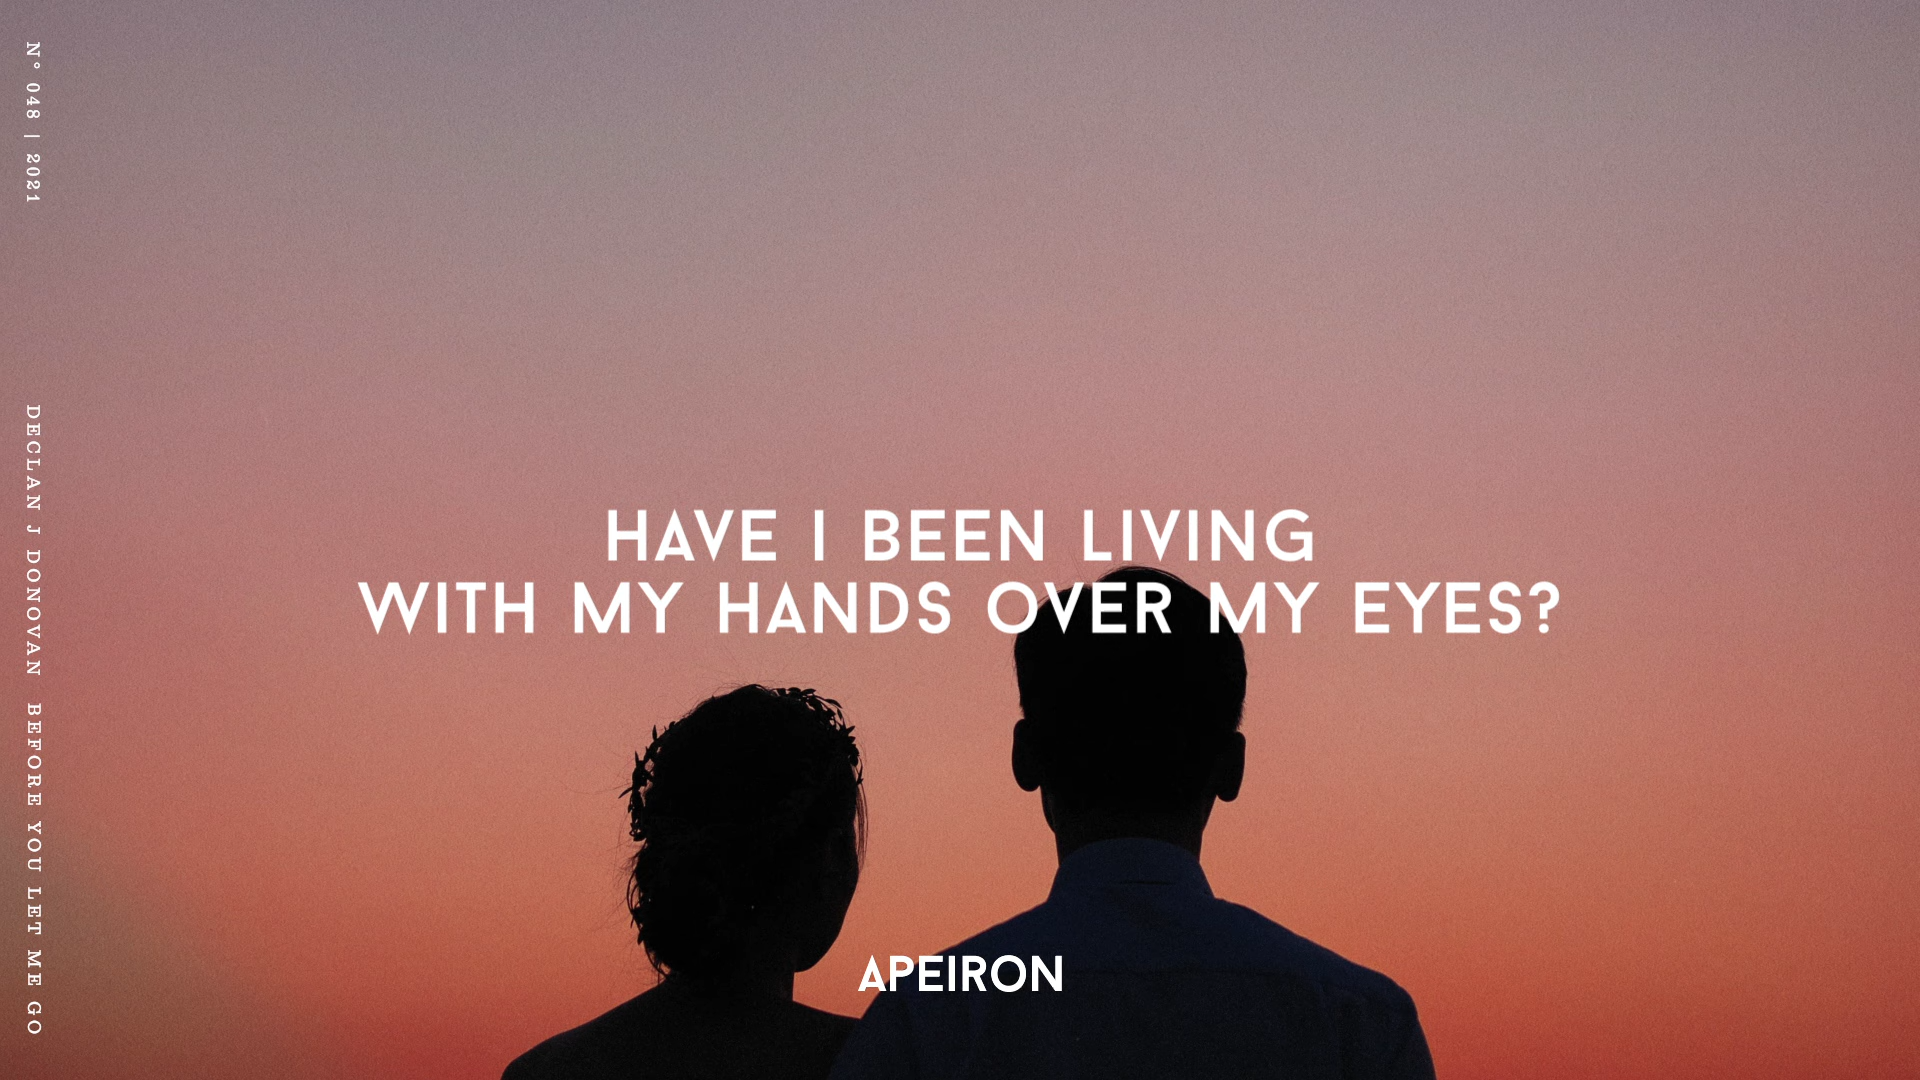 N° 048 | 2021
DECLAN J DONOVAN BEFORE YOU LET ME GO
HAVE I BEEN LIVING
WITH MY HANDS OVER MY EYES?
APEIRON